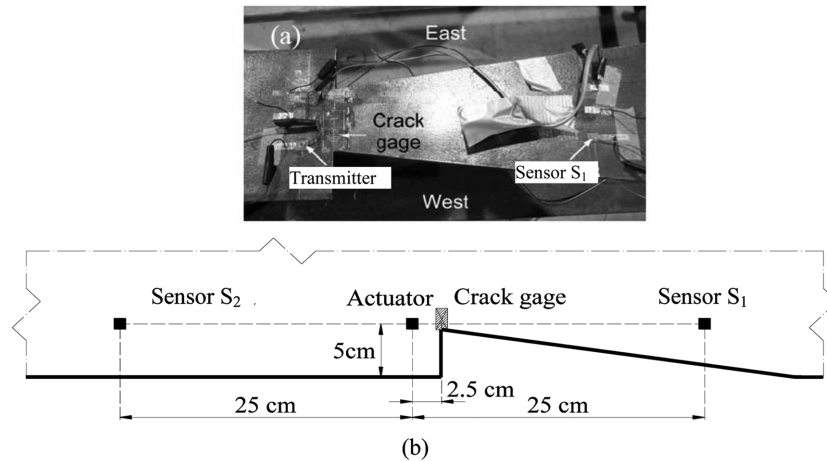 (a)
East
Crack
gage
Transmitter
Sensor S₁
West
Sensor S₂
Actuator
Crack gage
Sensor S₁
5cm
2.5 cm
25 cm
25 cm
(b)